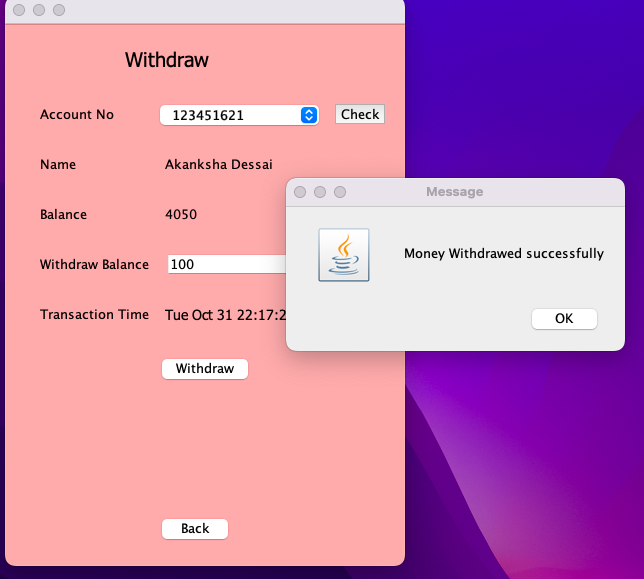 Withdraw
Account No 123451621 Check
Name Akanksha Dessai
Balance 4050
Withdraw Balance 100
Transaction Time Tue Oct 31 22:17:2
Withdraw
Back
Message
Money Withdrawed successfully
OK